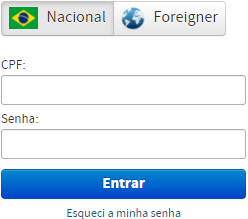 Nacional Foreigner
CPF:
Senha:
Entrar
Esqueci a minha senha